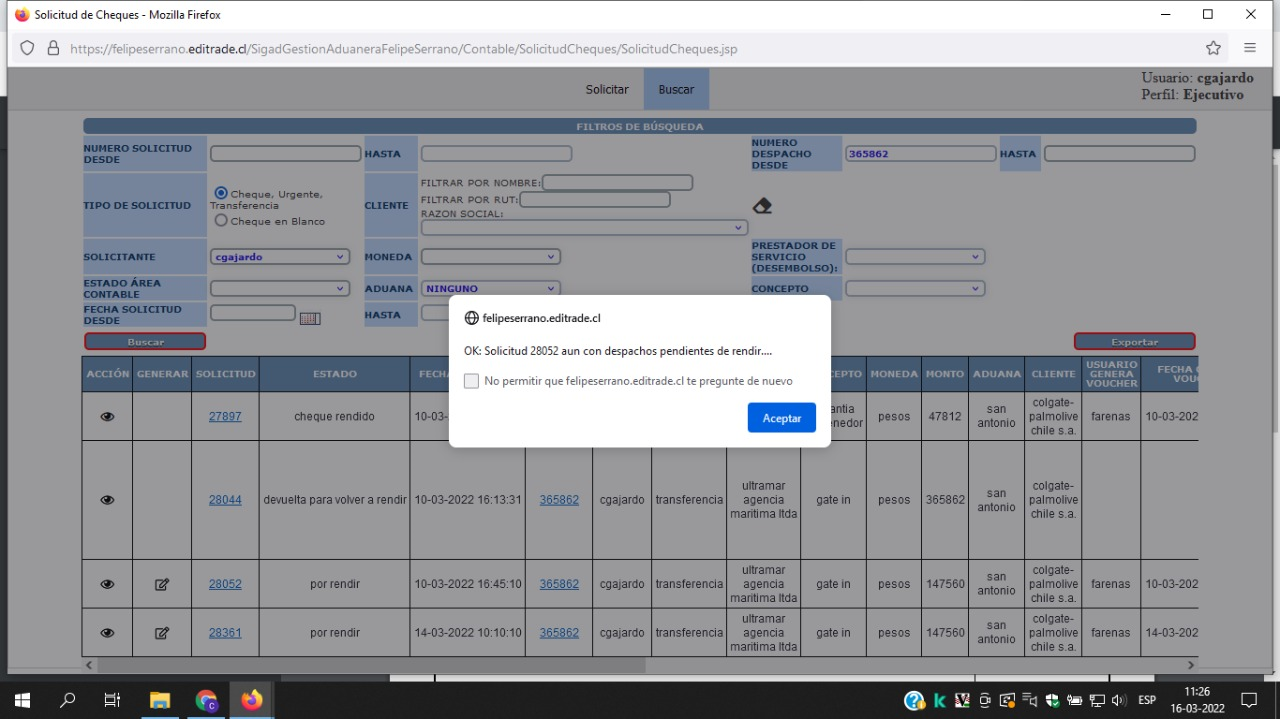 Solicitud de Cheques - Mozilla Firefox
https://felipeserrano.editrade.cl/SigadGestionAduaneraFelipeSerrano/Contable/SolicitudCheques/SolicitudCheques.jsp
Solicitar Buscar
Usuario: cgajardo
Perfil: Ejecutivo
FILTROS DE BÚSQUEDA
NUMERO SOLICITUD
DESDE
HASTA
NUMERO
DESPACHO
DESDE
365862
HASTA
TIPO DE SOLICITUD
Cheque, Urgente,
Transferencia
Cheque en Blanco
CLIENTE
FILTRAR POR NOMBRE:
FILTRAR POR RUT:
RAZON SOCIAL:
SOLICITANTE
cgajardo
MONEDA
PRESTADOR DE
SERVICIO
(DESEMBOLSO):
ESTADO ÁREA
CONTABLE
ADUANA
NINGUNO
CONCEPTO
FECHA SOLICITUD
DESDE
HASTA
Buscar
Exportar
felipeserrano.editrade.cl
OK: Solicitud 28052 aun con despachos pendientes de rendir....
No permitir que felipeserrano.editrade.cl te pregunte de nuevo
Aceptar
ACCIÓN GENERAR SOLICITUD ESTADO FECHA CEPTO MONEDA MONTO ADUANA CLIENTE USUARIO GENERA VOUCHER FECHA VOU
27897 cheque rendido 10-03- antia enedor pesos 47812 san antonio colgate-palmolive chile s.a. farenas 10-03-202
28044 devuelta para volver a rendir 10-03-2022 16:13:31 365862 cgajardo transferencia ultramar agencia maritima ltda gate in pesos 365862 san antonio colgate-palmolive chile s.a.
28052 por rendir 10-03-2022 16:45:10 365862 cgajardo transferencia ultramar agencia maritima ltda gate in pesos 147560 san antonio colgate-palmolive chile s.a. farenas 10-03-202
28361 por rendir 14-03-2022 10:10:10 365862 cgajardo transferencia ultramar agencia maritima ltda gate in pesos 147560 san antonio colgate-palmolive chile s.a. farenas 14-03-202
ESP
11:26
16-03-2022